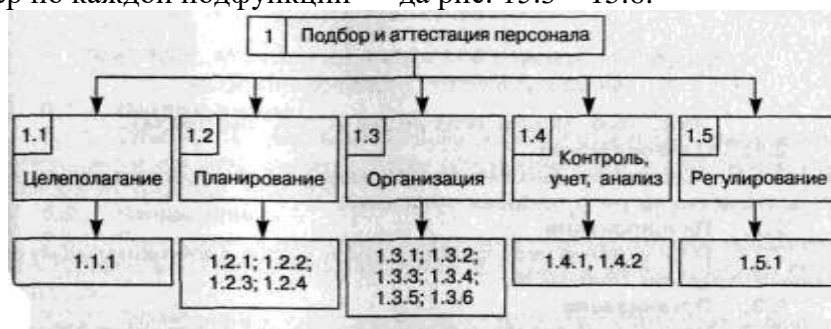 по каждой подфункции — да рис. 15.3 – 15.6.
1 Подбор и аттестация персонала
1.1 Целеполагание
1.2 Планирование
1.3 Организация
1.4 Контроль,
учет, анализ
1.5 Регулирование
1.1.1
1.2.1; 1.2.2;
1.2.3; 1.2.4
1.3.1; 1.3.2;
1.3.3; 1.3.4;
1.3.5; 1.3.6
1.4.1, 1.4.2
1.5.1